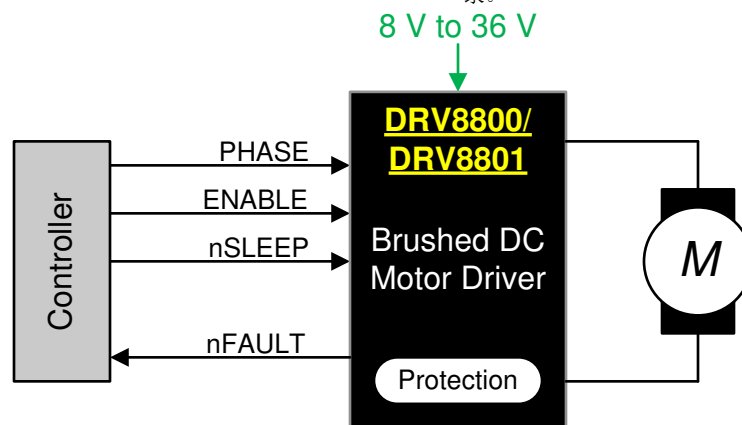 8 V to 36 V
DRV8800/
DRV8801
PHASE
ENABLE
nSLEEP
nFAULT
Controller
Brushed DC
Motor Driver
Protection
M